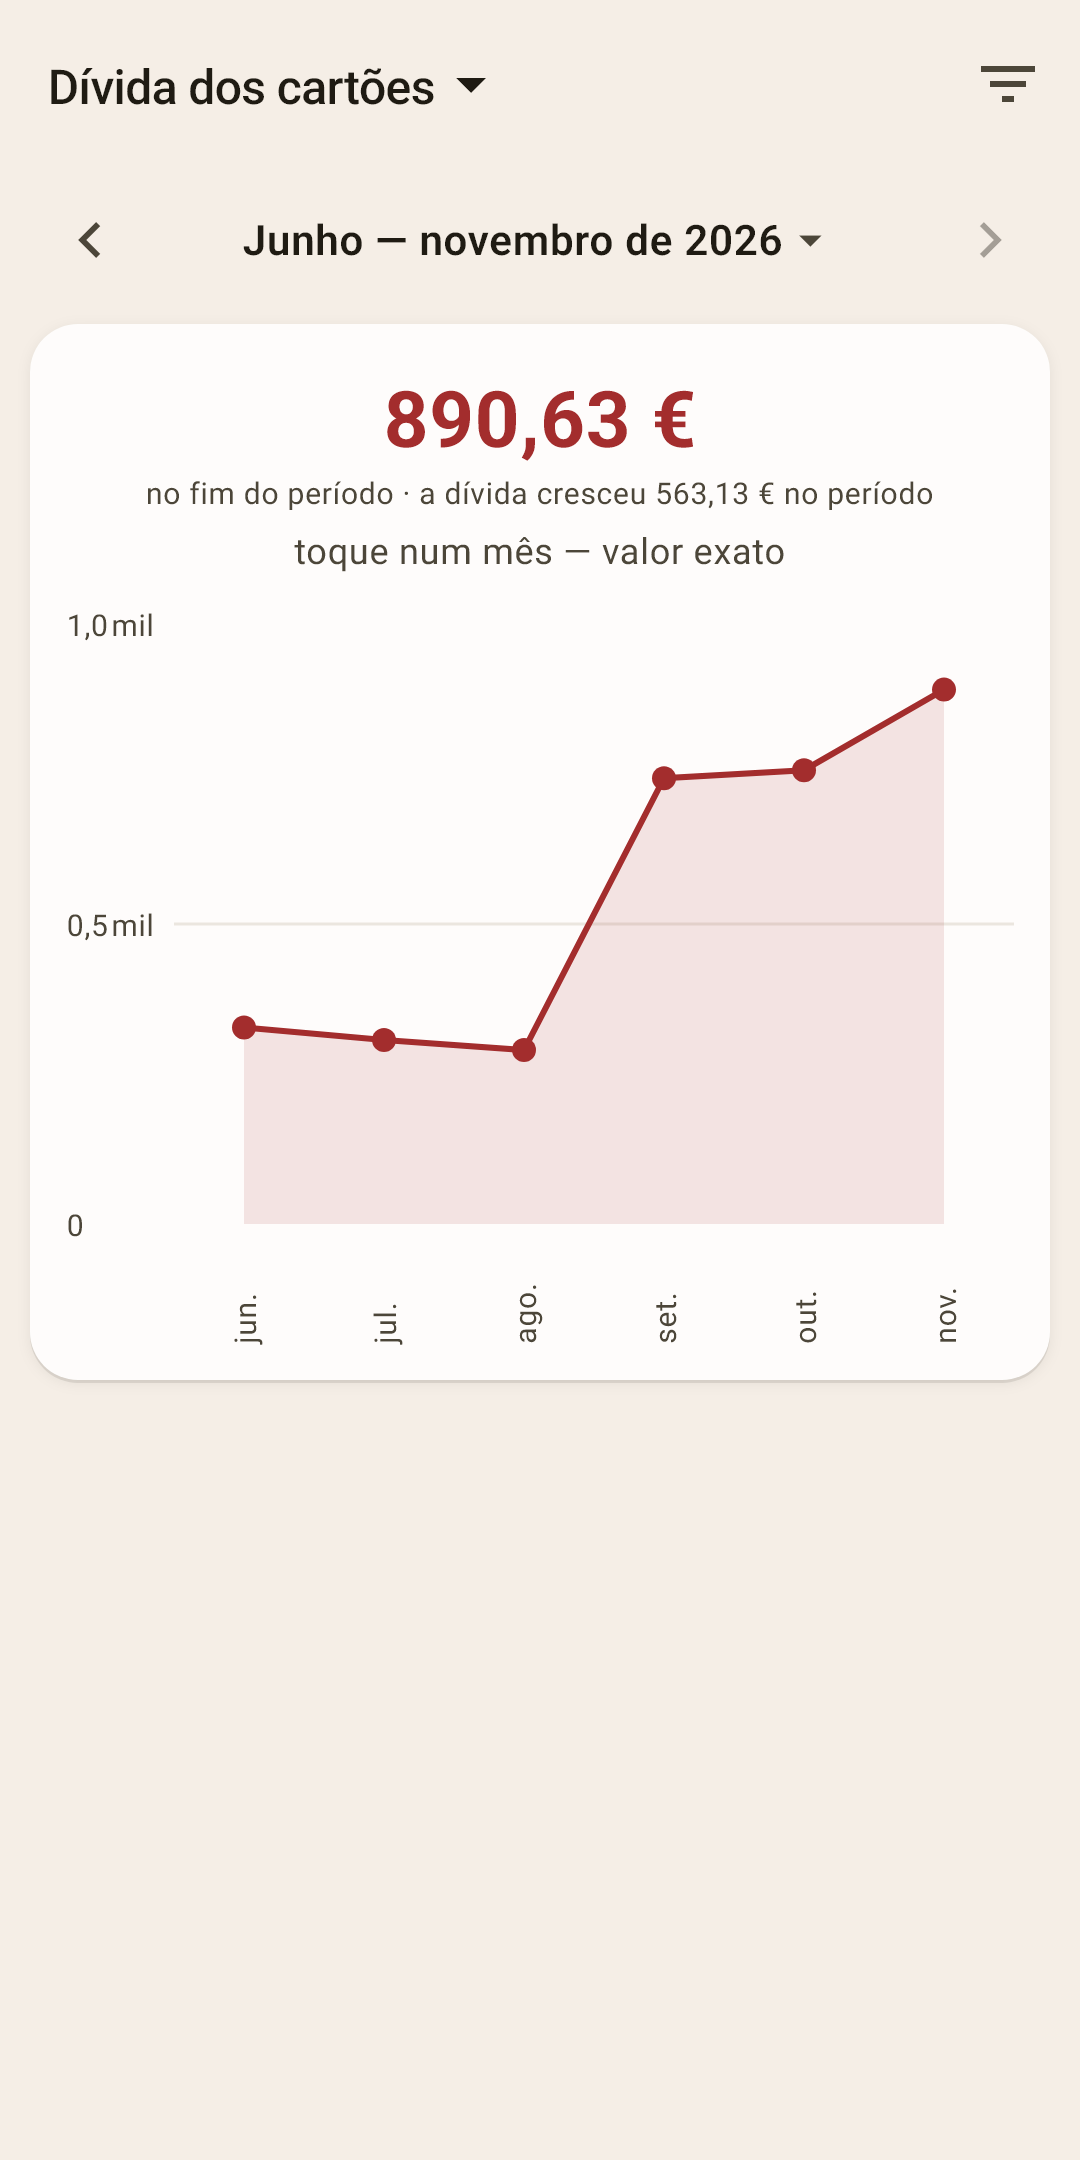 Dívida dos cartões
Junho — novembro de 2026
890,63 €
no fim do período · a dívida cresceu 563,13 € no período
toque num mês — valor exato
1,0 mil
0,5 mil
0
jun.
jul.
ago.
set.
out.
nov.